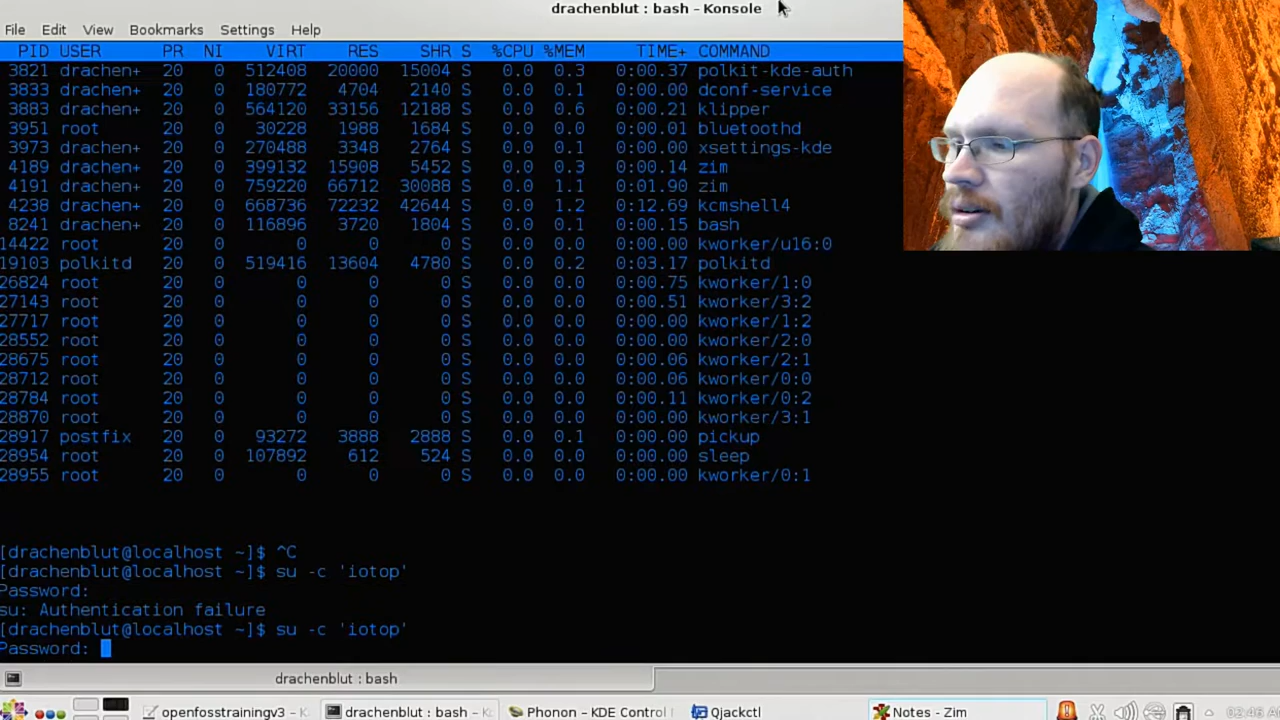 drachenblut : bash – Konsole
File Edit View Bookmarks Settings Help
PID USER PR NI VIRT RES SHR S %CPU %MEM TIME+ COMMAND
3821 drachen+ 20 0 512408 20000 15004 S 0.0 0.3 0:00.37 polkit-kde-auth
3833 drachen+ 20 0 180772 4704 2140 S 0.0 0.1 0:00.00 dconf-service
3883 drachen+ 20 0 564120 33156 12188 S 0.0 0.6 0:00.21 klipper
3951 root 20 0 30228 1988 1684 S 0.0 0.0 0:00.01 bluetoothd
3973 drachen+ 20 0 270488 3348 2764 S 0.0 0.1 0:00.00 xsettings-kde
4189 drachen+ 20 0 399132 15908 5452 S 0.0 0.3 0:00.14 zim
4191 drachen+ 20 0 759220 66712 30088 S 0.0 1.1 0:01.90 zim
4238 drachen+ 20 0 668736 72232 42644 S 0.0 1.2 0:12.69 kcmshell4
8241 drachen+ 20 0 116896 3720 1804 S 0.0 0.1 0:00.15 bash
14422 root 20 0 0 0 0 S 0.0 0.0 0:00.00 kworker/u16:0
19103 polkitd 20 0 519416 13604 4780 S 0.0 0.2 0:03.17 polkitd
26824 root 20 0 0 0 0 S 0.0 0.0 0:00.75 kworker/1:0
27143 root 20 0 0 0 0 S 0.0 0.0 0:00.51 kworker/3:2
27717 root 20 0 0 0 0 S 0.0 0.0 0:00.00 kworker/1:2
28552 root 20 0 0 0 0 S 0.0 0.0 0:00.00 kworker/2:0
28675 root 20 0 0 0 0 S 0.0 0.0 0:00.06 kworker/2:1
28712 root 20 0 0 0 0 S 0.0 0.0 0:00.06 kworker/0:0
28784 root 20 0 0 0 0 S 0.0 0.0 0:00.11 kworker/0:2
28870 root 20 0 0 0 0 S 0.0 0.0 0:00.00 kworker/3:1
28917 postfix 20 0 93272 3888 2888 S 0.0 0.1 0:00.00 pickup
28954 root 20 0 107892 612 524 S 0.0 0.0 0:00.00 sleep
28955 root 20 0 0 0 0 S 0.0 0.0 0:00.00 kworker/0:1
[drachenblut@localhost ~]$ ^C
[drachenblut@localhost ~]$ su -c 'iotop'
Password:
su: Authentication failure
[drachenblut@localhost ~]$ su -c 'iotop'
Password:
drachenblut : bash
openfosstrainingv3 – K drachenblut : bash – K Phonon – KDE Control Qjackctl Notes – Zim 02:46 A